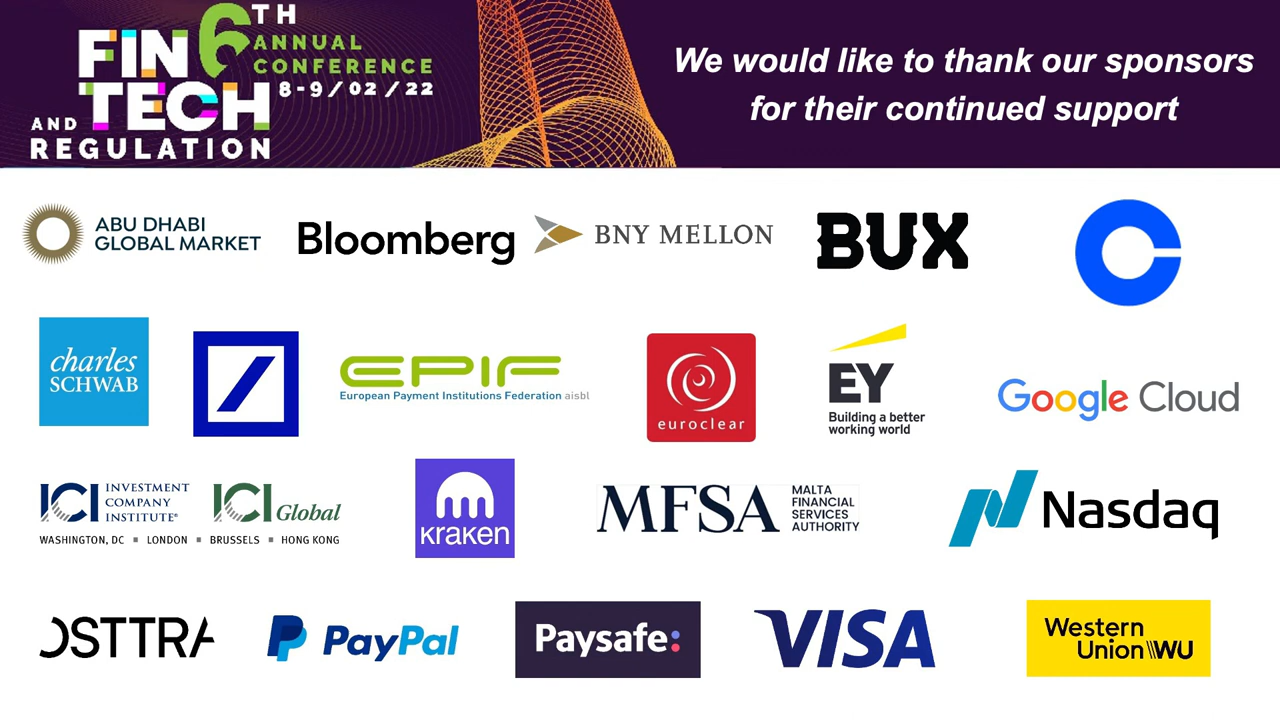 FIN 6TH
ANNUAL
CONFERENCE
TECH 8-9/02/22
AND
REGULATION
We would like to thank our sponsors
for their continued support
ABU DHABI
GLOBAL MARKET
Bloomberg
BNY MELLON
BUX
charles
SCHWAB
EPIF
European Payment Institutions Federation aisbl
euroclear
EY
Building a better
working world
Google Cloud
ICI INVESTMENT
COMPANY
INSTITUTE®
ICI Global
WASHINGTON, DC ▪ LONDON ▪ BRUSSELS ▪ HONG KONG
kraken
MFSA
MALTA
FINANCIAL
SERVICES
AUTHORITY
Nasdaq
OSTTRA
PayPal
Paysafe:
VISA
Western
Union \\WU